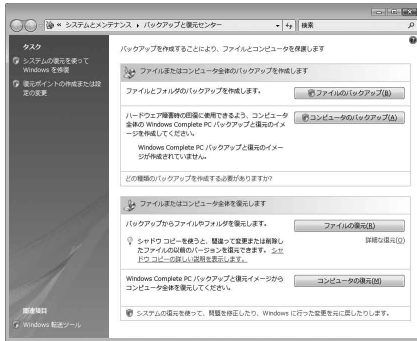 « システムとメンテナンス ▸ バックアップと復元センター
検索
タスク
システムの復元を使って
Windows を修復
復元ポイントの作成または設
定の変更
関連項目
Windows 転送ツール
バックアップを作成することにより、ファイルとコンピュータを保護します
ファイルまたはコンピュータ全体のバックアップを作成します
ファイルとフォルダのバックアップを作成します。
ファイルのバックアップ(B)
ハードウェア障害時の回復に使用できるよう、コンピュータ
全体の Windows Complete PC バックアップと復元のイメ
ージを作成してください。
コンピュータのバックアップ(A)
Windows Complete PC バックアップと復元のイメー
ジが作成されていません。
どの種類のバックアップを作成する必要がありますか?
ファイルまたはコンピュータ全体を復元します
バックアップからファイルやフォルダを復元します。
ファイルの復元(R)
詳細な復元(O)
シャドウ コピーを使うと、間違って変更または削除し
たファイルの以前のバージョンを復元できます。 シャ
ドウ コピーの詳しい説明を表示します。
Windows Complete PC バックアップと復元イメージから
コンピュータ全体を復元してください。
コンピュータの復元(M)
システムの復元を使って、問題を修正したり、Windows に行った変更を元に戻したりします。